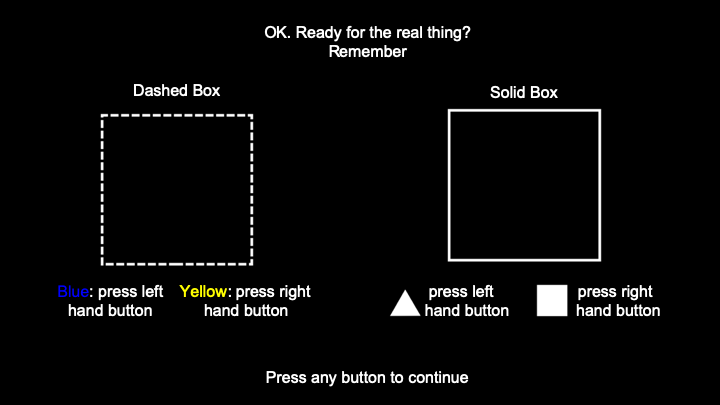 OK. Ready for the real thing?
Remember
Dashed Box
Solid Box
Blue: press left
hand button
Yellow: press right
hand button
press left
hand button
press right
hand button
Press any button to continue